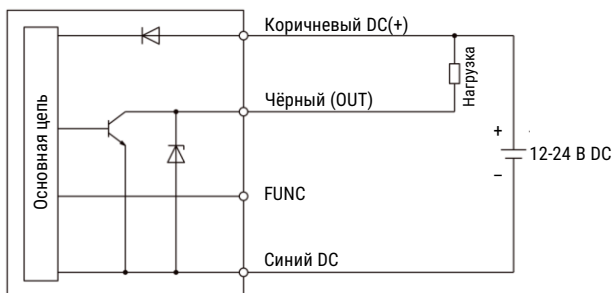 Коричневый DC(+)
Чёрный (OUT)
Нагрузка
Основная цепь
+
12-24 В DC
–
FUNC
Синий DC